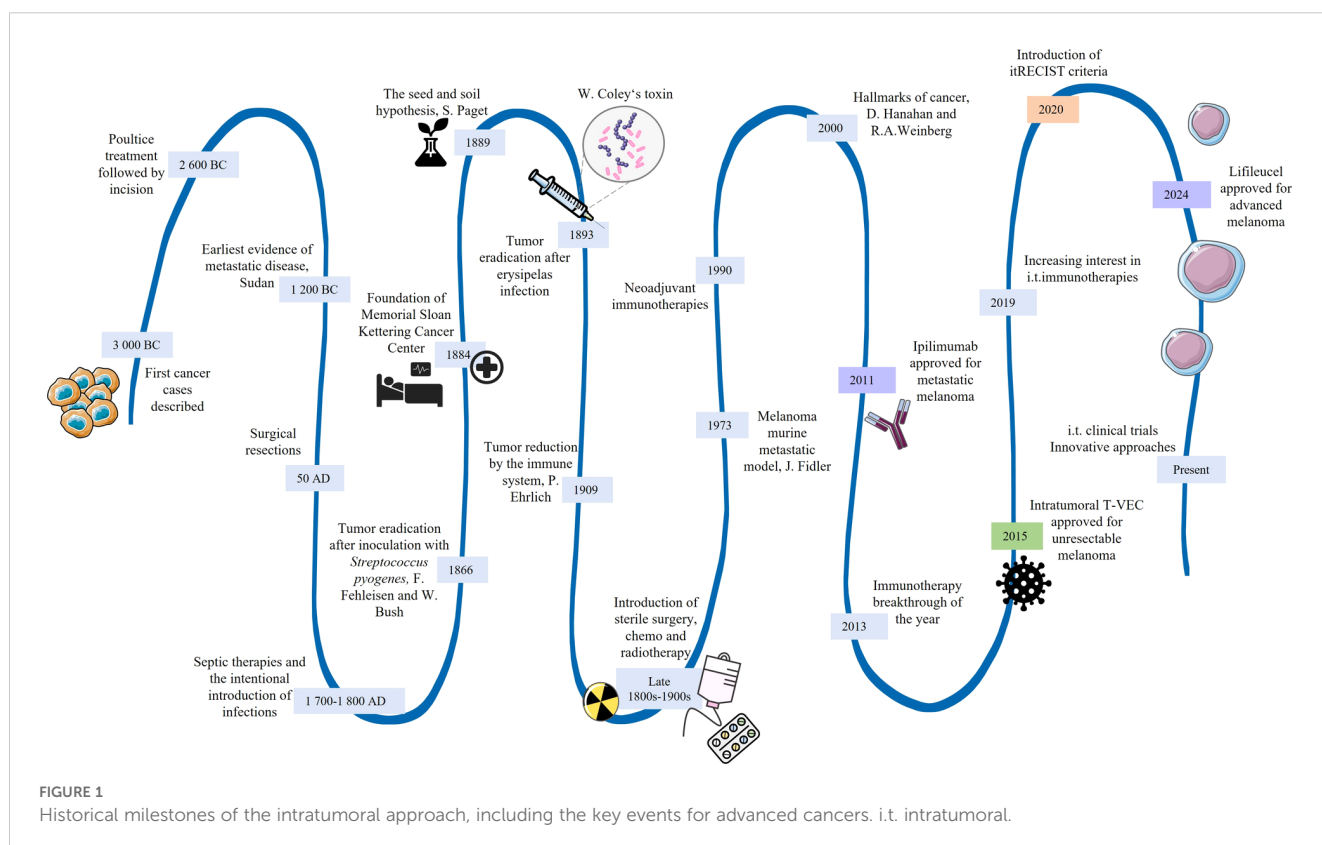 3 000 BC
First cancer
cases
described
Poultice
treatment
followed by
incision
2 600 BC
Earliest evidence of
metastatic disease,
Sudan
1 200 BC
Surgical
resections
50 AD
Septic therapies and
the intentional
introduction of
infections
1 700-1 800 AD
Tumor eradication
after inoculation with
Streptococcus
pyogenes, F.
Fehleisen and W.
Bush
1866
Foundation of
Memorial Sloan
Kettering Cancer
Center
1884
The seed and soil
hypothesis, S. Paget
1889
W. Coley‘s toxin
1893
Tumor
eradication after
erysipelas
infection
Tumor reduction
by the immune
system, P.
Ehrlich
1909
Introduction of
sterile surgery,
chemo and
radiotherapy
Late
1800s-1900s
1973
Melanoma
murine
metastatic
model, J. Fidler
1990
Neoadjuvant
immunotherapies
2000
Hallmarks of cancer,
D. Hanahan and
R.A.Weinberg
2011
Ipilimumab
approved for
metastatic
melanoma
2013
Immunotherapy
breakthrough of
the year
2015
Intratumoral T-VEC
approved for
unresectable
melanoma
2019
Increasing interest in
i.t.immunotherapies
Introduction of
itRECIST criteria
2020
2024
Lifileucel
approved for
advanced
melanoma
i.t. clinical trials
Innovative approaches
Present
FIGURE 1
Historical milestones of the intratumoral approach, including the key events for advanced cancers. i.t. intratumoral.